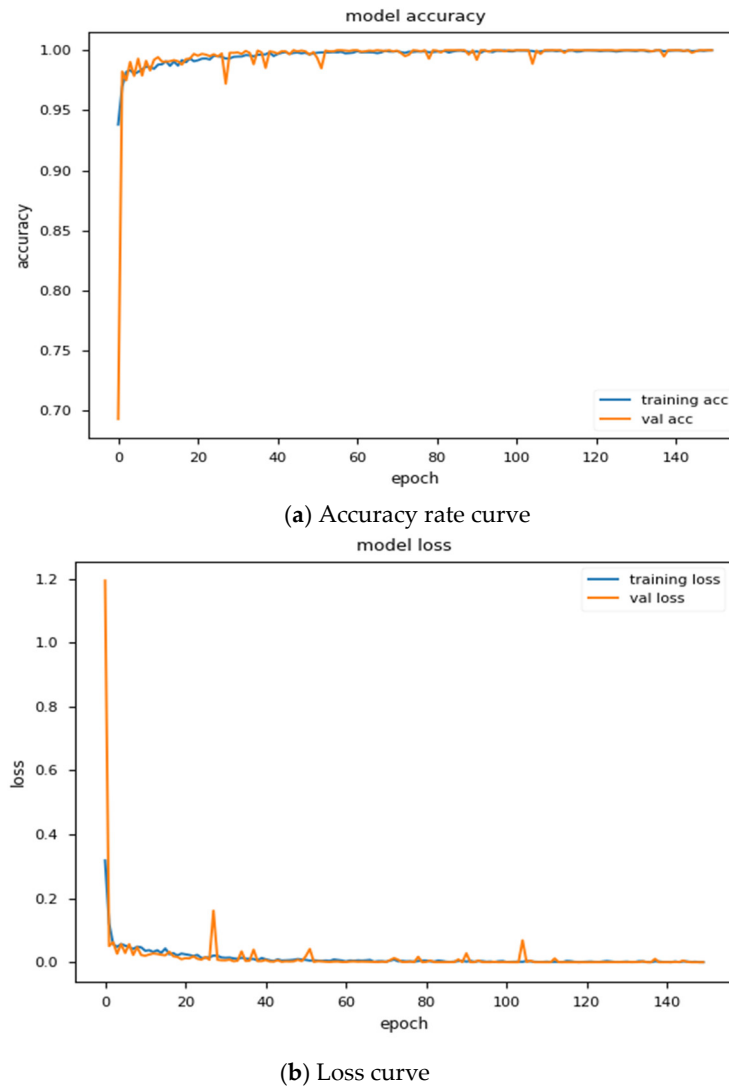 model accuracy
1.00
0.95
0.90
0.85
0.80
0.75
0.70
accuracy
training acc
val acc
0 20 40 60 80 100 120 140
epoch
(a) Accuracy rate curve
model loss
1.2
1.0
0.8
0.6
0.4
0.2
0.0
loss
training loss
val loss
0 20 40 60 80 100 120 140
epoch
(b) Loss curve